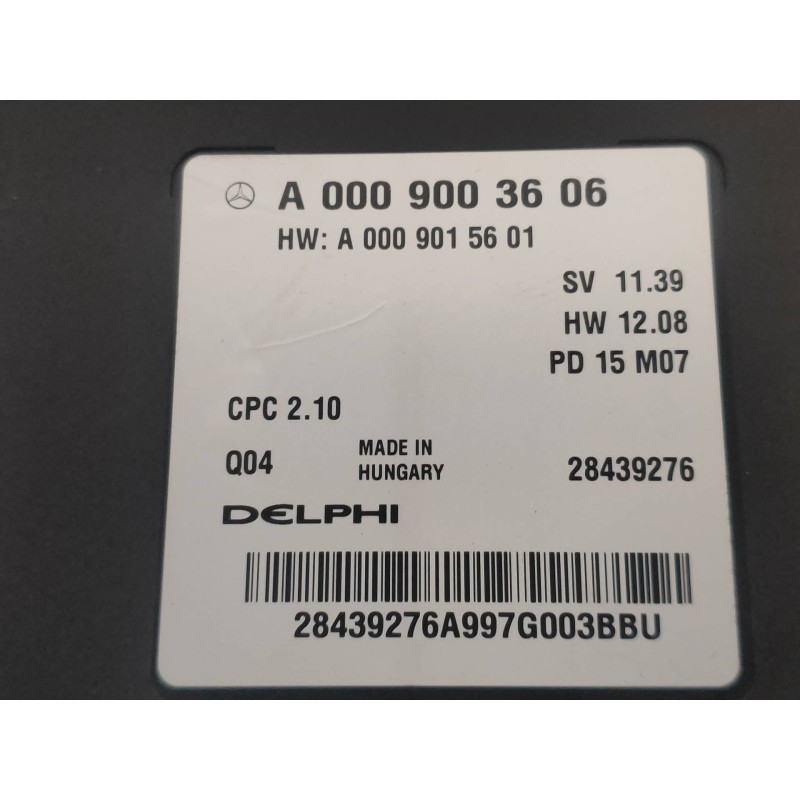 A 000 900 36 06
HW: A 000 901 56 01
SV 11.39
HW 12.08
PD 15 M07
CPC 2.10
Q04
MADE IN
HUNGARY
28439276
DELPHI
28439276A997G003BBU